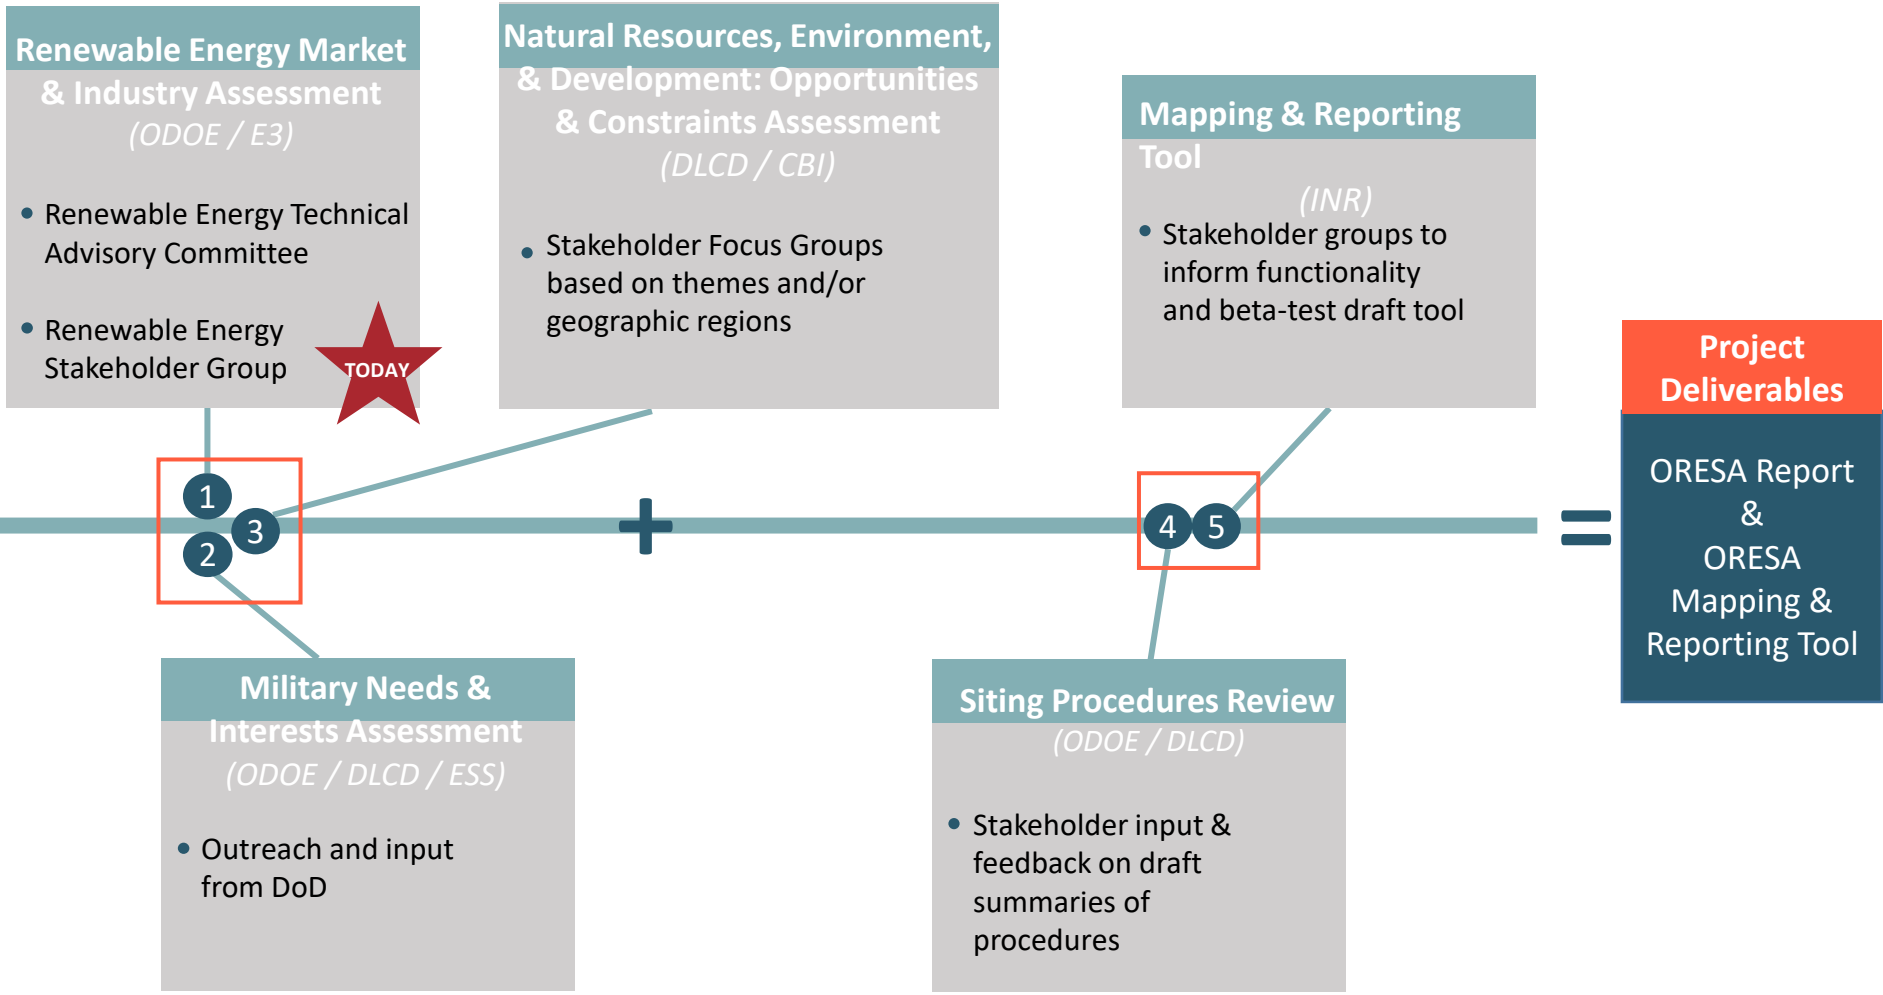 Renewable Energy Market
& Industry Assessment
(ODOE / E3)
• Renewable Energy Technical
Advisory Committee
• Renewable Energy
Stakeholder Group
TODAY
Natural Resources, Environment,
& Development: Opportunities
& Constraints Assessment
(DLCD / CBI)
• Stakeholder Focus Groups
based on themes and/or
geographic regions
Mapping & Reporting
Tool
(INR)
• Stakeholder groups to
inform functionality
and beta-test draft tool
1
2
3
+
4
5
=
Project
Deliverables
ORESA Report
&
ORESA
Mapping &
Reporting Tool
Military Needs &
Interests Assessment
(ODOE / DLCD / ESS)
• Outreach and input
from DoD
Siting Procedures Review
(ODOE / DLCD)
• Stakeholder input &
feedback on draft
summaries of
procedures